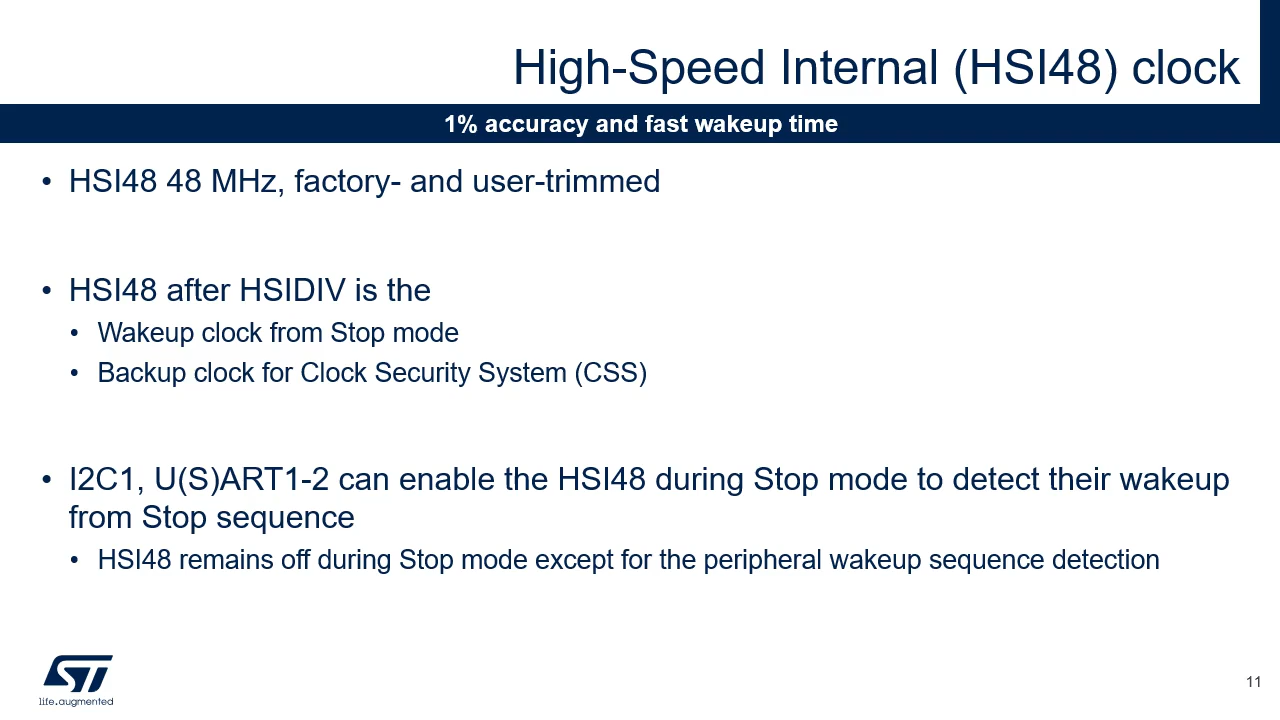 High-Speed Internal (HSI48) clock
1% accuracy and fast wakeup time
• HSI48 48 MHz, factory- and user-trimmed
• HSI48 after HSIDIV is the
• Wakeup clock from Stop mode
• Backup clock for Clock Security System (CSS)
• I2C1, U(S)ART1-2 can enable the HSI48 during Stop mode to detect their wakeup
from Stop sequence
• HSI48 remains off during Stop mode except for the peripheral wakeup sequence detection
ST
life.augmented
11